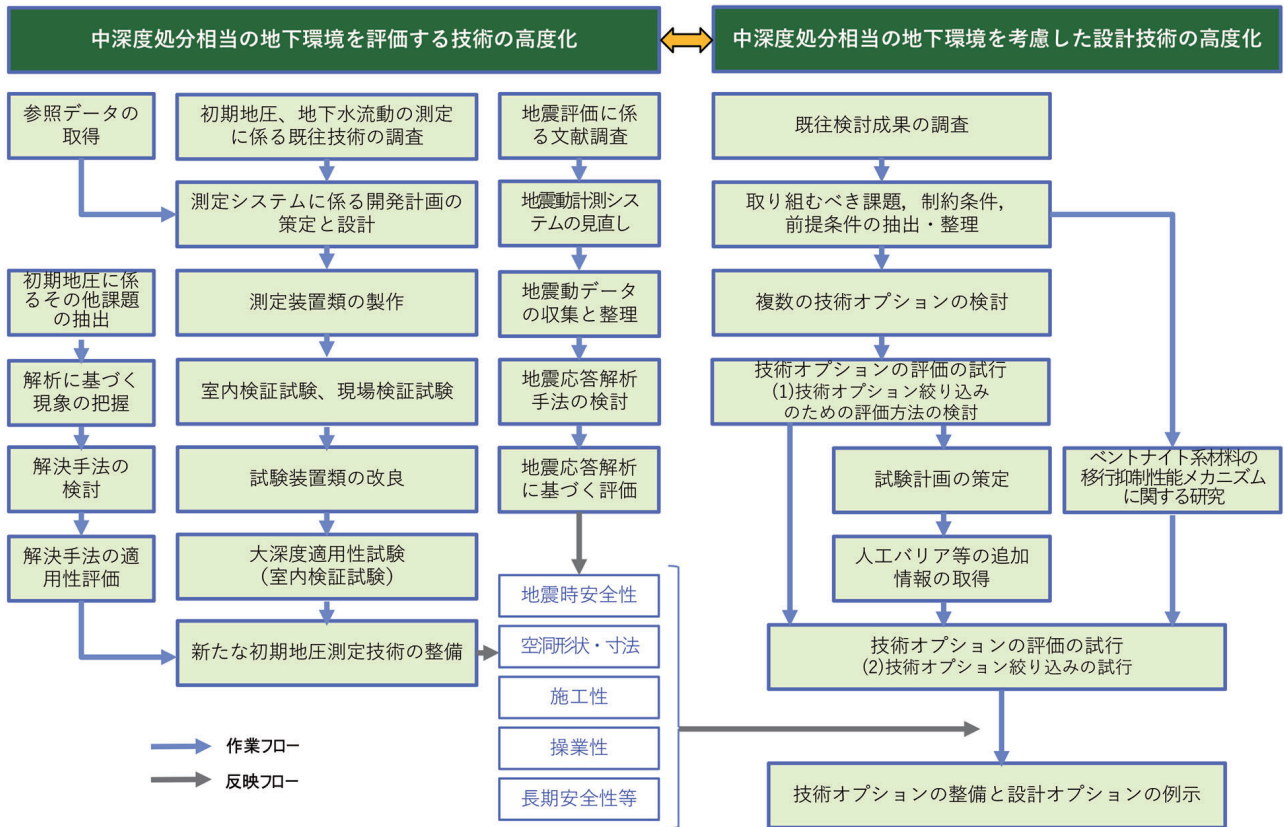 中深度処分相当の地下環境を評価する技術の高度化
中深度処分相当の地下環境を考慮した設計技術の高度化
参照データの
取得
初期地圧、地下水流動の測定
に係る既往技術の調査
測定システムに係る開発計画の
策定と設計
初期地圧に係
るその他課題
の抽出
測定装置類の製作
解析に基づく
現象の把握
室内検証試験、現場検証試験
解決手法の
検討
試験装置類の改良
解決手法の適
用性評価
大深度適用性試験
(室内検証試験)
新たな初期地圧測定技術の整備
地震評価に係
る文献調査
地震動計測シス
テムの見直し
地震動データ
の収集と整理
地震応答解析
手法の検討
地震応答解析
に基づく評価
地震時安全性
空洞形状・寸法
施工性
操業性
長期安全性等
既往検討成果の調査
取り組むべき課題，制約条件，
前提条件の抽出・整理
複数の技術オプションの検討
技術オプションの評価の試行
(1)技術オプション絞り込み
のための評価方法の検討
試験計画の策定
ベントナイト系材料の
移行抑制性能メカニズム
に関する研究
人工バリア等の追加
情報の取得
技術オプションの評価の試行
(2)技術オプション絞り込みの試行
技術オプションの整備と設計オプションの例示
作業フロー
反映フロー